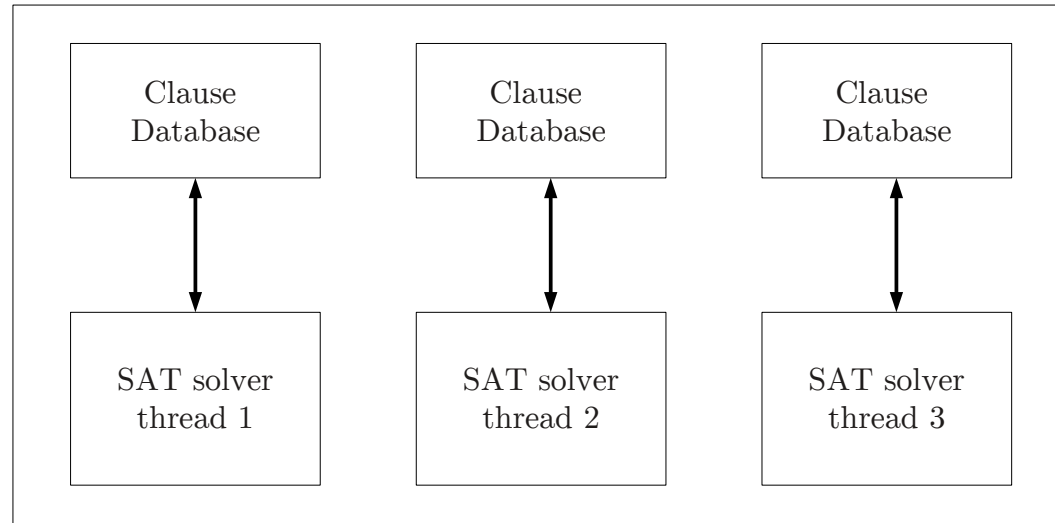 Clause
Database
Clause
Database
Clause
Database
SAT solver
thread 1
SAT solver
thread 2
SAT solver
thread 3